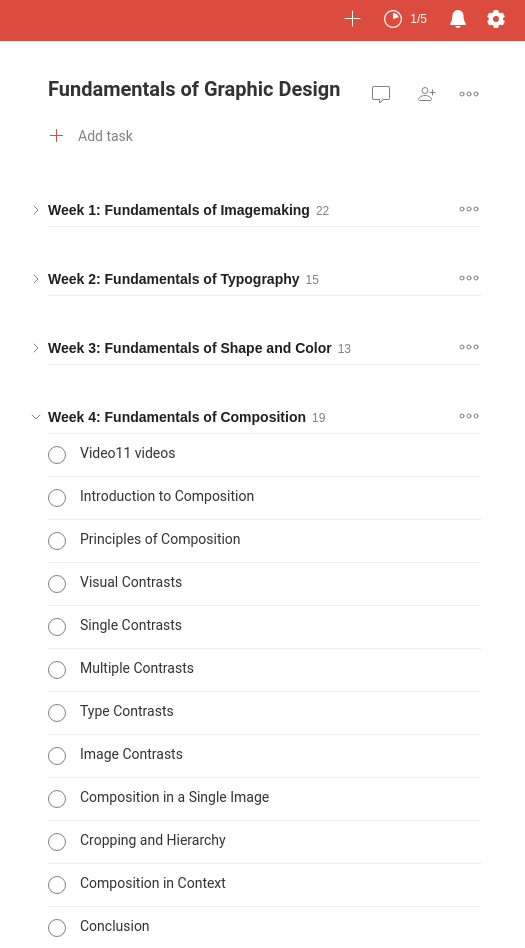 1/5
Fundamentals of Graphic Design
Add task
Week 1: Fundamentals of Imagemaking 22
Week 2: Fundamentals of Typography 15
Week 3: Fundamentals of Shape and Color 13
Week 4: Fundamentals of Composition 19
Video11 videos
Introduction to Composition
Principles of Composition
Visual Contrasts
Single Contrasts
Multiple Contrasts
Type Contrasts
Image Contrasts
Composition in a Single Image
Cropping and Hierarchy
Composition in Context
Conclusion